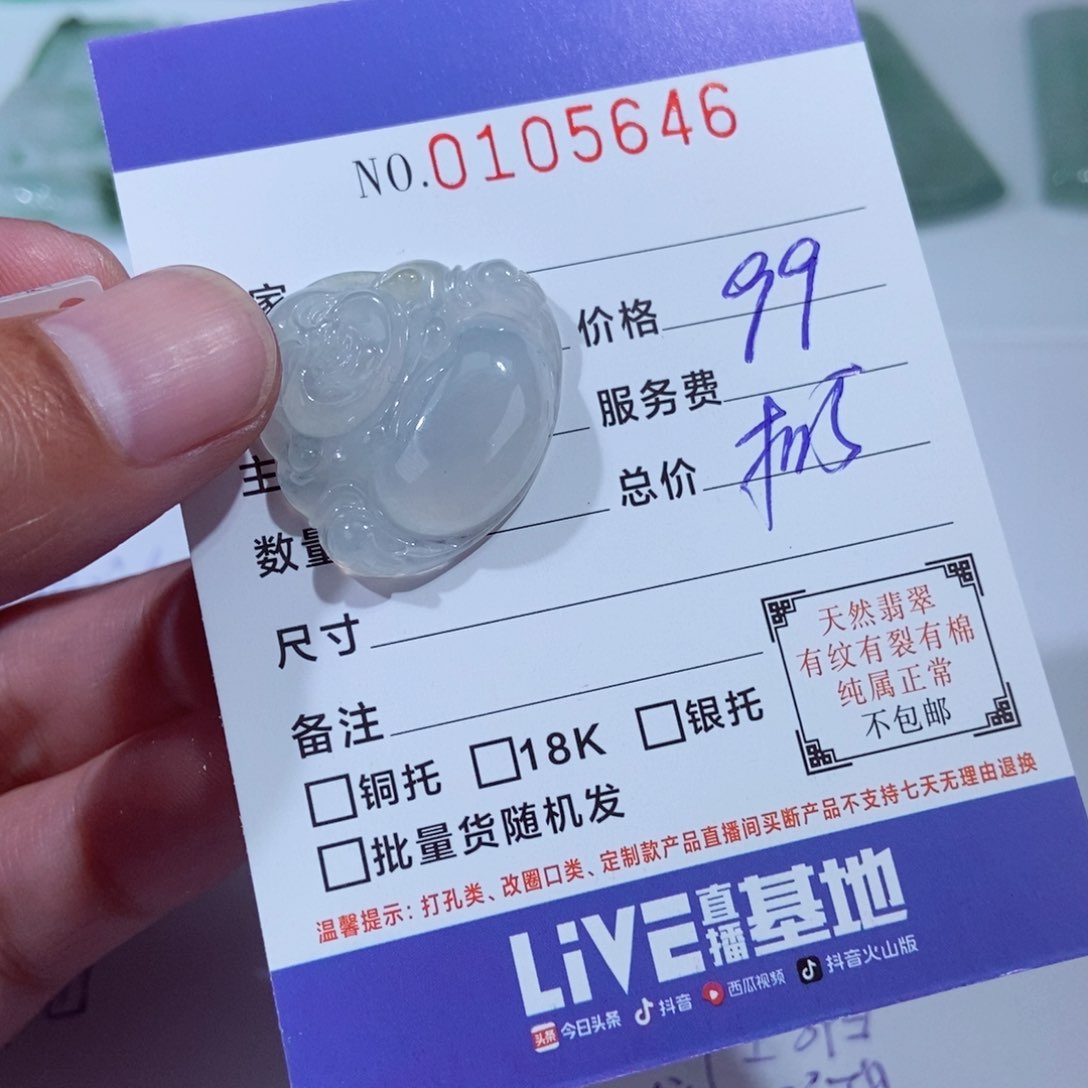 NO.0105646
家
价格 99
服务费
主
总价
数量
尺寸
备注
天然翡翠
有纹有裂有棉
纯属正常
不包邮
□铜托 □18K □银托
□批量货随机发
温馨提示：打孔类、改圈口类、定制款产品直播间买断产品不支持七天无理由退换
LiVE直播基地
头条 今日头条 抖音 西瓜视频 抖音火山版